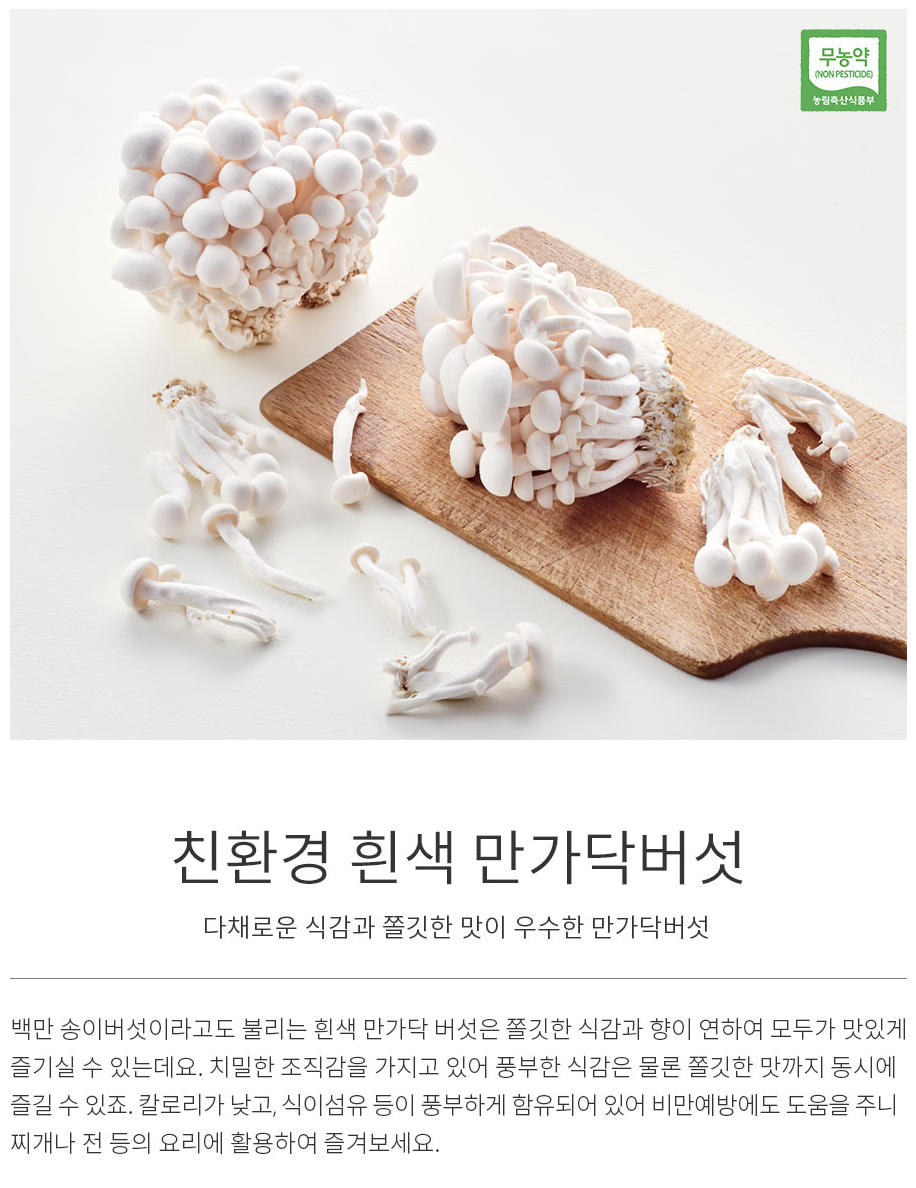 무농약
(NON PESTICIDE)
농림축산식품부
친환경 흰색 만가닥버섯
다채로운 식감과 쫄깃한 맛이 우수한 만가닥버섯
백만 송이버섯이라고도 불리는 흰색 만가닥 버섯은 쫄깃한 식감과 향이 연하여 모두가 맛있게
즐기실 수 있는데요. 치밀한 조직감을 가지고 있어 풍부한 식감은 물론 쫄깃한 맛까지 동시에
즐길 수 있죠. 칼로리가 낮고, 식이섬유 등이 풍부하게 함유되어 있어 비만예방에도 도움을 주니
찌개나 전 등의 요리에 활용하여 즐겨보세요.